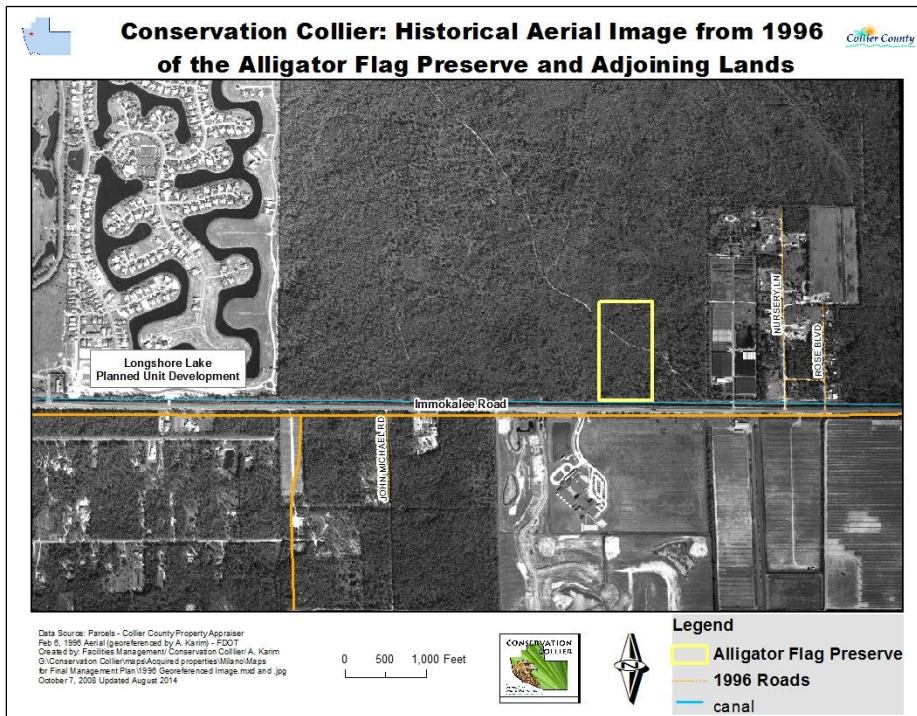 Conservation Collier: Historical Aerial Image from 1996
of the Alligator Flag Preserve and Adjoining Lands
Collier County
Longshore Lake
Planned Unit Development
NURSERY LN
ROSE BLVD
Immokalee Road
JOHN MICHAEL RD
Data Source: Parcels - Collier County Property Appraiser
Feb 6, 1996 Aerial (georeferenced by A. Karim) - FDOT
Created by: Facilities Management/ Conservation Collier/ A. Karim
G:\Conservation Collier\maps\Acquired properties\Milano\Maps
for Final Management Plan\1996 Georeferenced Image.mxd and .jpg
October 7, 2008 Updated August 2014
0 500 1,000 Feet
CONSERVATION
COLLIER
N
Legend
Alligator Flag Preserve
1996 Roads
canal